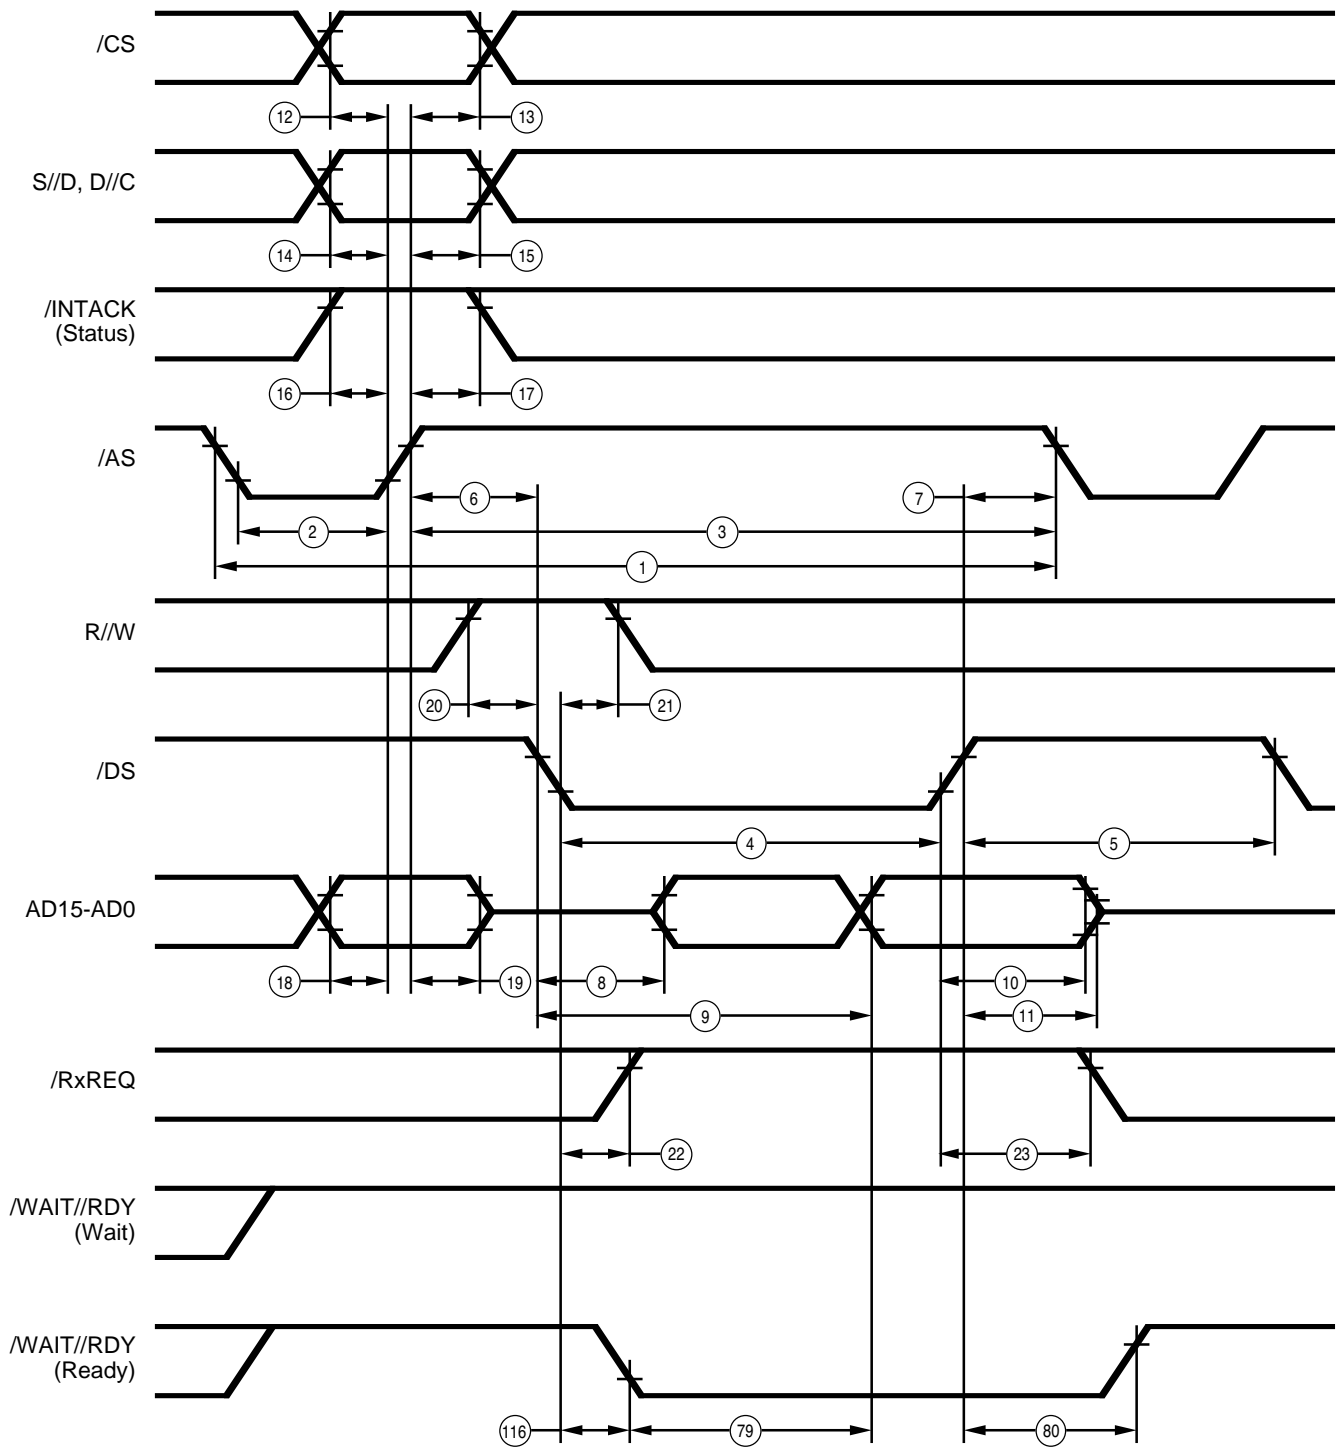 /CS
12
13
S//D, D//C
14
15
/INTACK
(Status)
16
17
/AS
6
7
2
3
1
R//W
20
21
/DS
4
5
AD15-AD0
18
19
8
10
9
11
/RxREQ
22
23
/WAIT//RDY
(Wait)
/WAIT//RDY
(Ready)
116
79
80